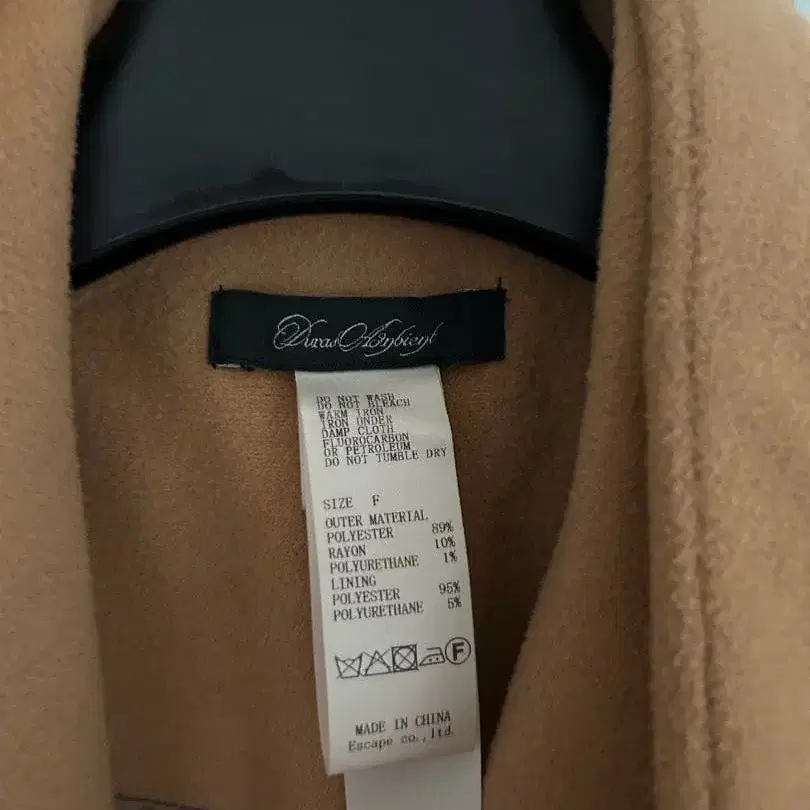 Duras Ambient
DO NOT WASH
DO NOT BLEACH
WARM IRON
IRON UNDER
DAMP CLOTH
FLUOROCARBON
OR PETROLEUM
DO NOT TUMBLE DRY
SIZE F
OUTER MATERIAL
POLYESTER 89%
RAYON 10%
POLYURETHANE 1%
LINING
POLYESTER 95%
POLYURETHANE 5%
F
MADE IN CHINA
Escape co.,ltd.